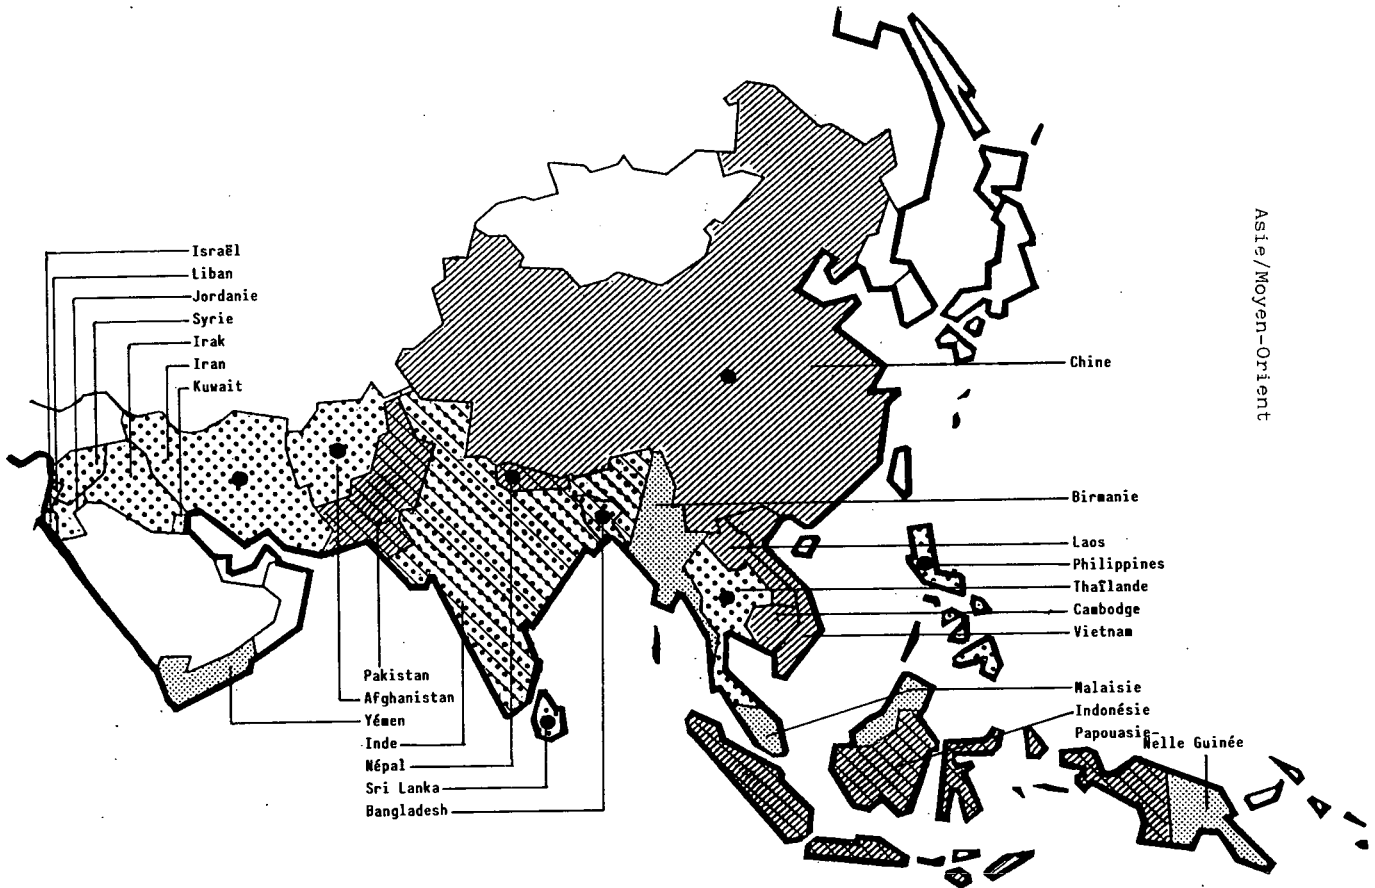 Asie/Moyen-Orient
Israël
Liban
Jordanie
Syrie
Irak
Iran
Kuwait
Chine
Birmanie
Laos
Philippines
Thaïlande
Cambodge
Vietnam
Malaisie
Indonésie
Papouasie-
Nelle Guinée
Pakistan
Afghanistan
Yémen
Inde
Népal
Sri Lanka
Bangladesh